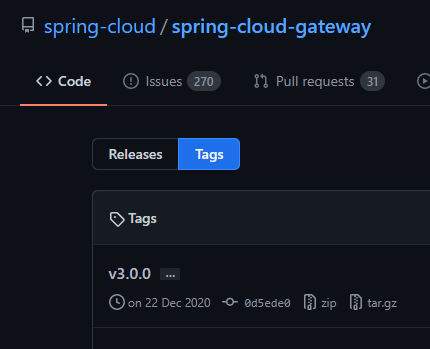 spring-cloud / spring-cloud-gateway
Code Issues 270 Pull requests 31
Releases Tags
Tags
v3.0.0 ...
on 22 Dec 2020 0d5ede0 zip tar.gz